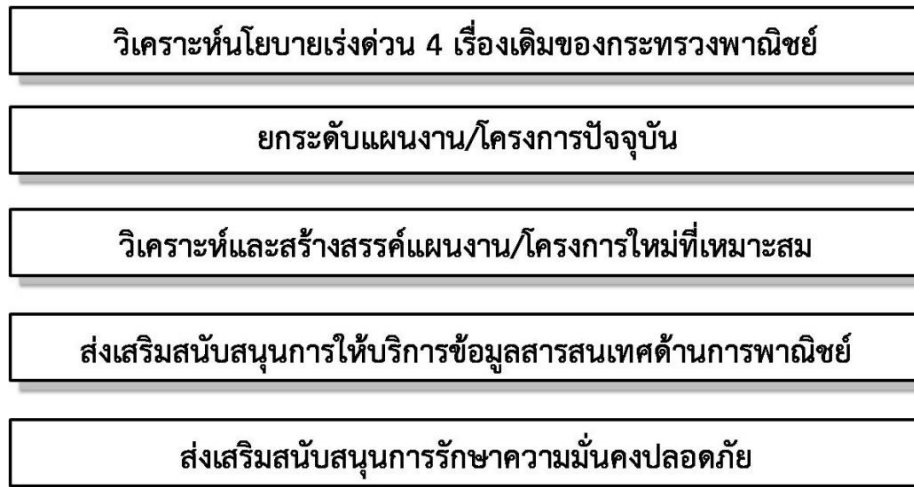 วิเคราะห์นโยบายเร่งด่วน 4 เรื่องเดิมของกระทรวงพาณิชย์
ยกระดับแผนงาน/โครงการปัจจุบัน
วิเคราะห์และสร้างสรรค์แผนงาน/โครงการใหม่ที่เหมาะสม
ส่งเสริมสนับสนุนการให้บริการข้อมูลสารสนเทศด้านการพาณิชย์
ส่งเสริมสนับสนุนการรักษาความมั่นคงปลอดภัย